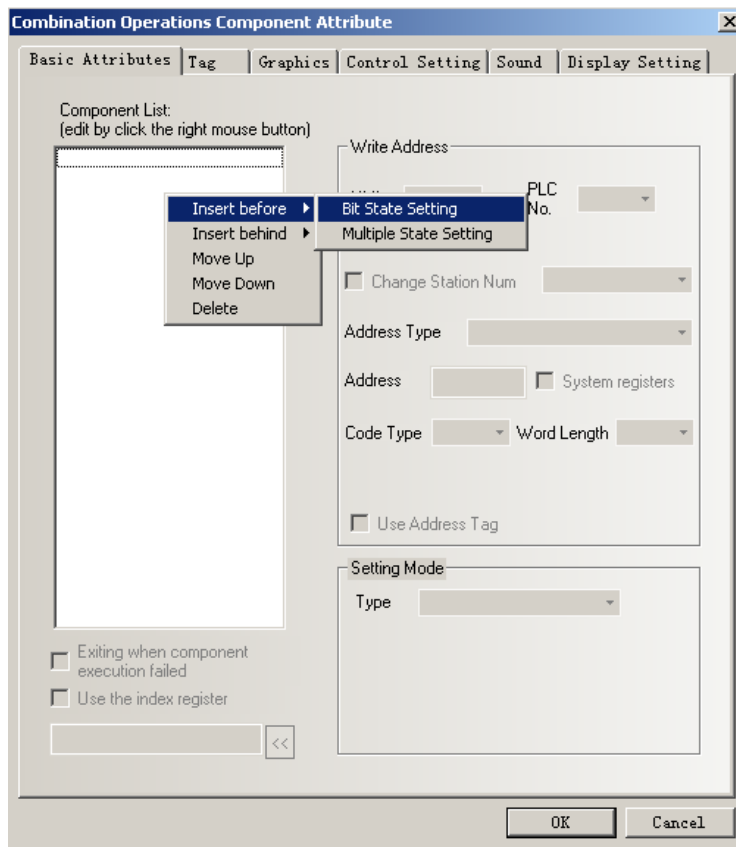 Combination Operations Component Attribute
Basic Attributes Tag Graphics Control Setting Sound Display Setting
Component List:
(edit by click the right mouse button)
Write Address
PLC
No.
Insert before
Bit State Setting
Insert behind
Multiple State Setting
Move Up
Move Down
Delete
Change Station Num
Address Type
Address
System registers
Code Type
Word Length
Use Address Tag
Setting Mode
Type
Exiting when component
execution failed
Use the index register
<<
OK
Cancel